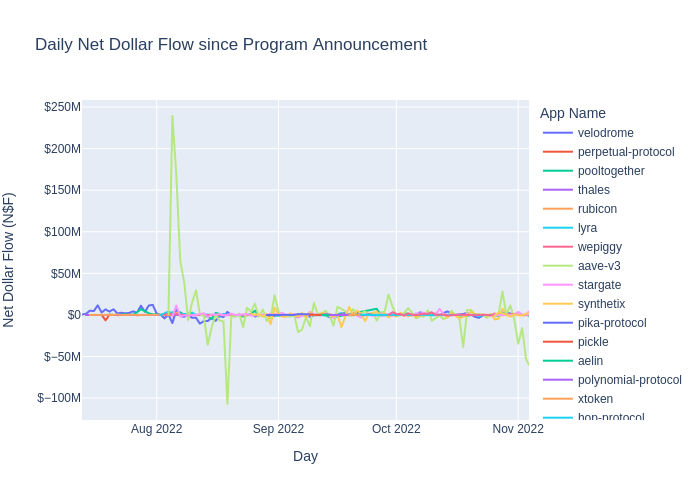 Daily Net Dollar Flow since Program Announcement
Net Dollar Flow (N$F)
$250M
$200M
$150M
$100M
$50M
$0
$−50M
$−100M
Aug 2022
Sep 2022
Oct 2022
Nov 2022
Day
App Name
velodrome
perpetual-protocol
pooltogether
thales
rubicon
lyra
wepiggy
aave-v3
stargate
synthetix
pika-protocol
pickle
aelin
polynomial-protocol
xtoken
hop-protocol